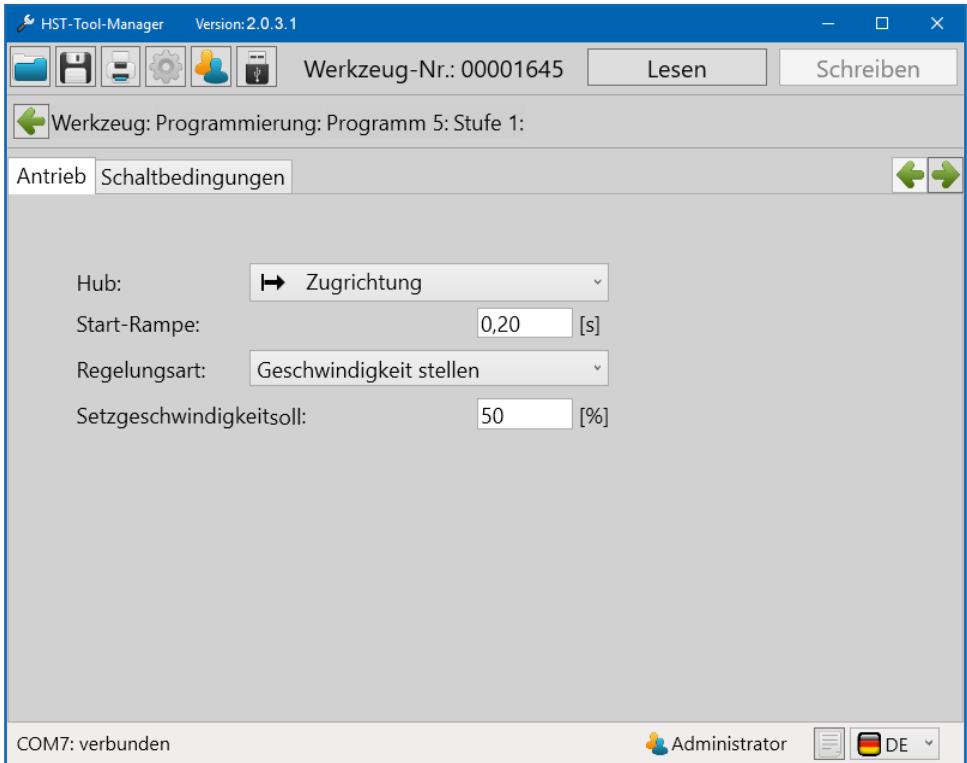 HST-Tool-Manager Version: 2.0.3.1
Werkzeug-Nr.: 00001645 Lesen Schreiben
Werkzeug: Programmierung: Programm 5: Stufe 1:
Antrieb Schaltbedingungen
Hub: Zugrichtung
Start-Rampe: 0,20 [s]
Regelungsart: Geschwindigkeit stellen
Setzgeschwindigkeitsoll: 50 [%]
COM7: verbunden Administrator DE